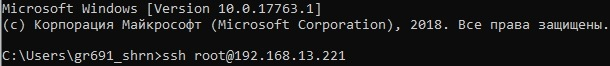 Microsoft Windows [Version 10.0.17763.1]
(c) Корпорация Майкрософт (Microsoft Corporation), 2018. Все права защищены.
C:\Users\gr691_shrn>ssh root@192.168.13.221